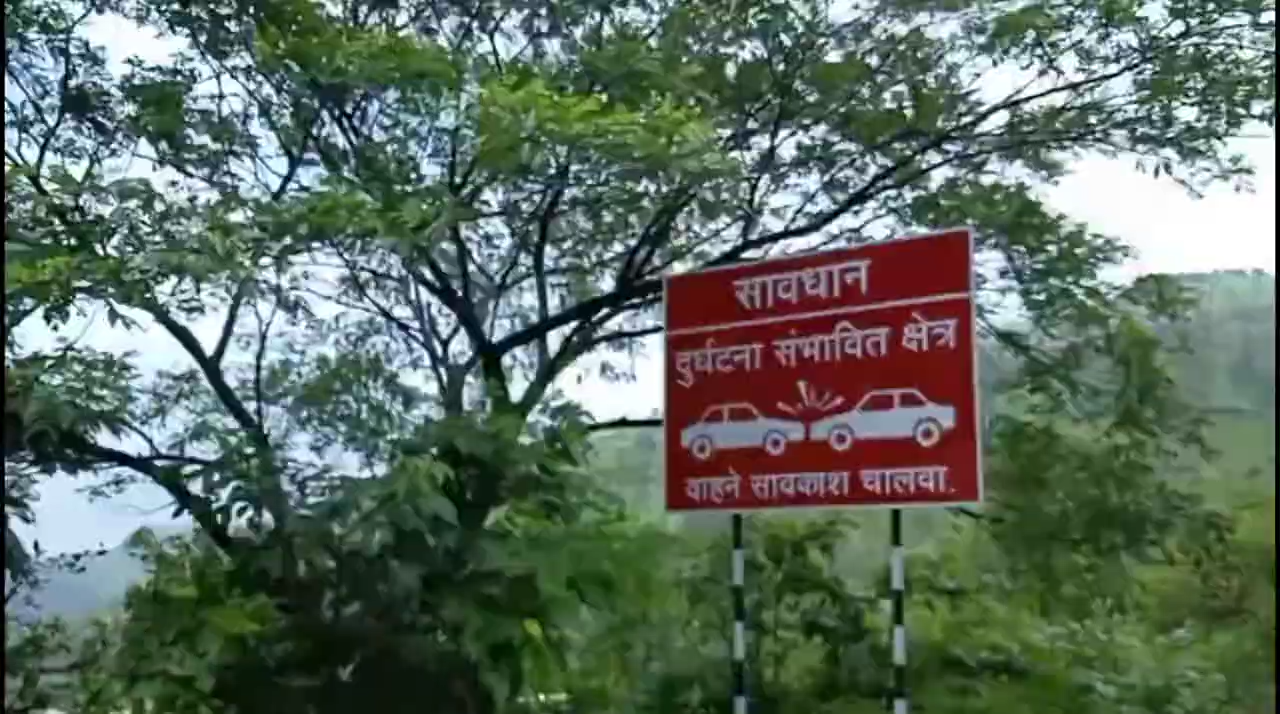 सावधान
दुर्घटना संभावित क्षेत्र
वाहने सावकाश चालवा.